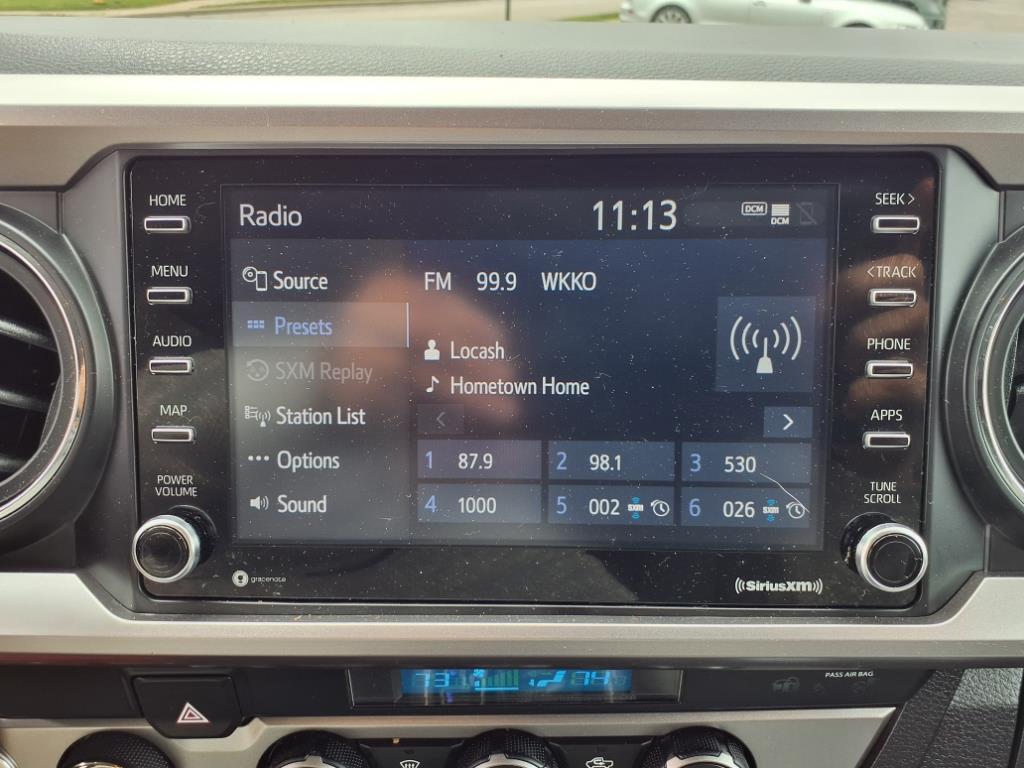 HOME
MENU
AUDIO
MAP
POWER
VOLUME
Radio
11:13
DCM
DCM
Source
Presets
SXM Replay
Station List
Options
Sound
FM 99.9 WKKO
Locash
Hometown Home
< >
1 87.9 2 98.1 3 530
4 1000 5 002 SXM 6 026 SXM
SEEK >
< TRACK
PHONE
APPS
TUNE
SCROLL
gracenote
((SiriusXM))
73 74
PASS AIR BAG